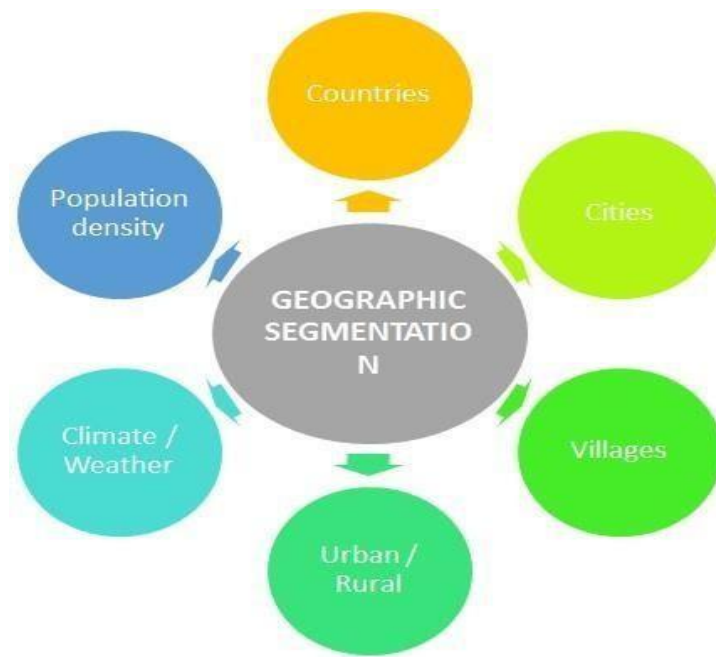 Countries
Population
density
Cities
GEOGRAPHIC
SEGMENTATIO
N
Climate /
Weather
Villages
Urban /
Rural